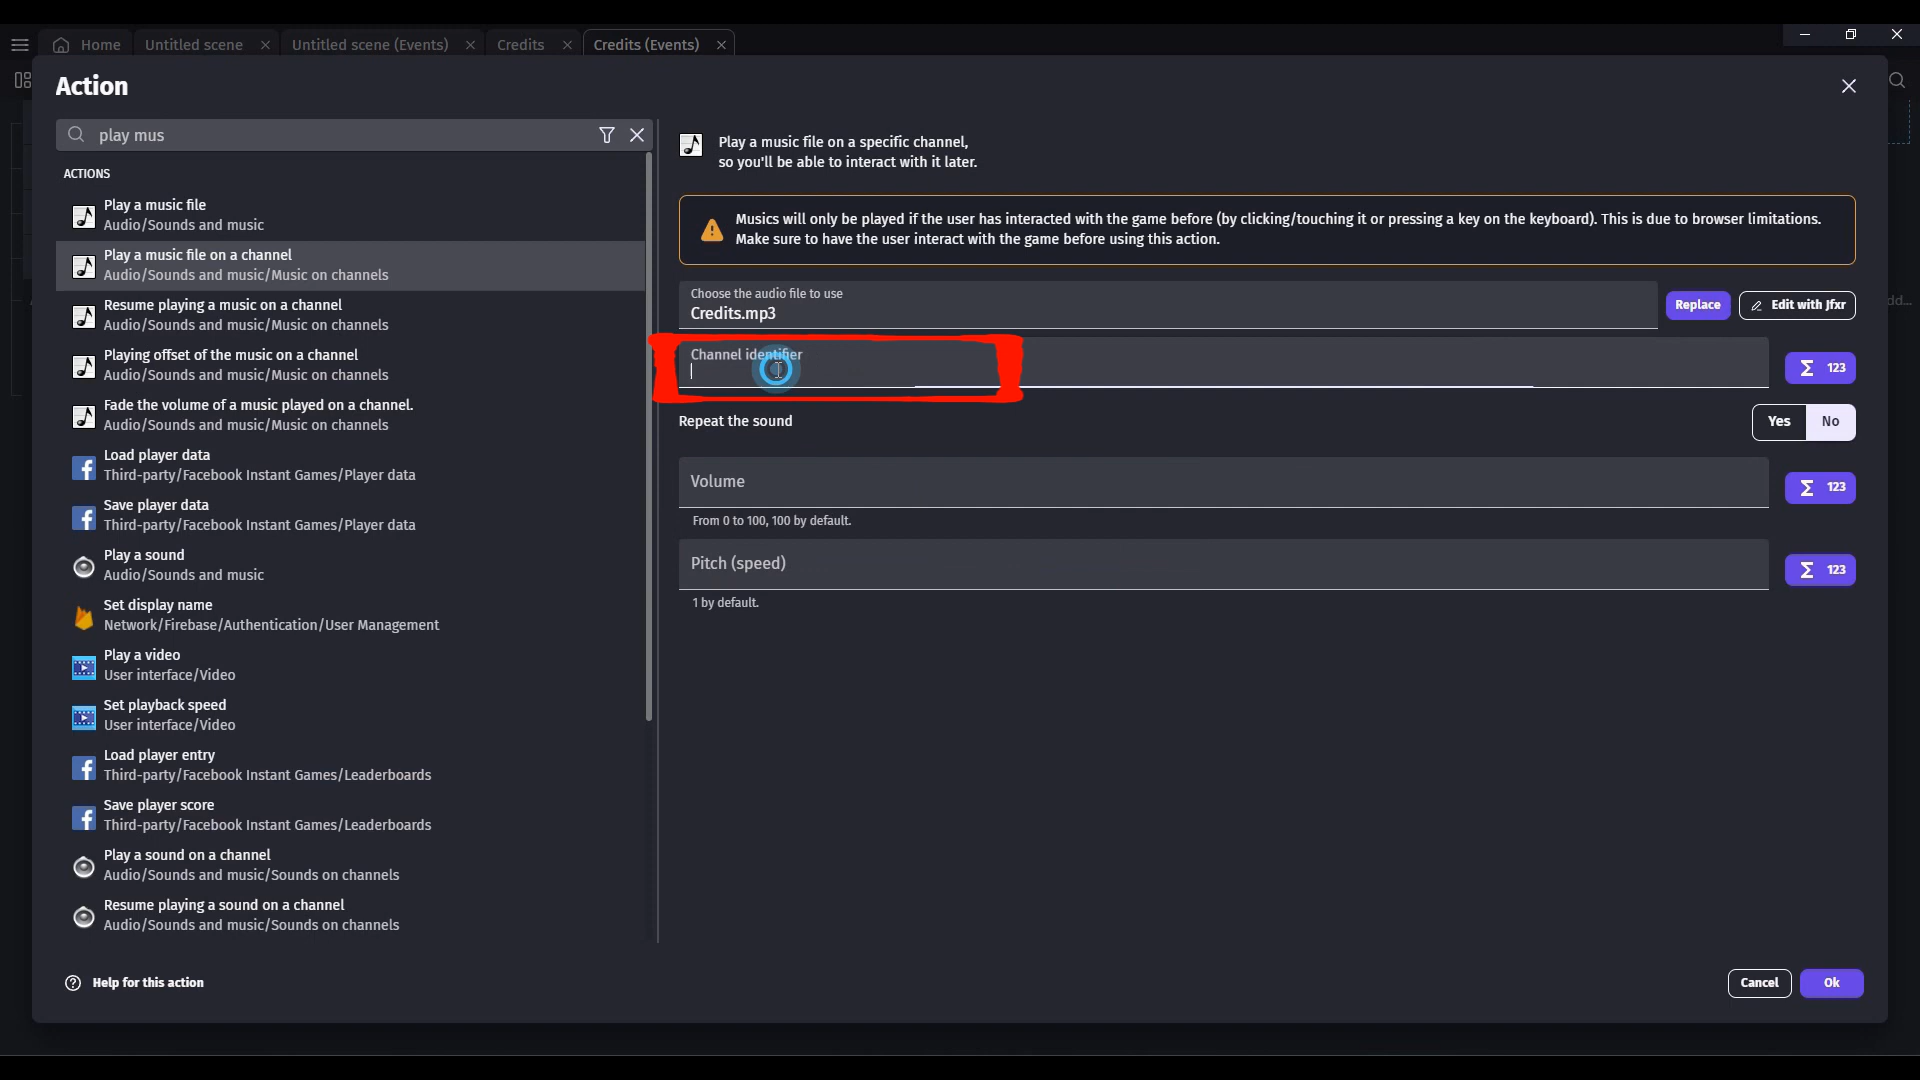 Home
Untitled scene
Untitled scene (Events)
Credits
Credits (Events)
Action
play mus
ACTIONS
Play a music file
Audio/Sounds and music
Play a music file on a channel
Audio/Sounds and music/Music on channels
Resume playing a music on a channel
Audio/Sounds and music/Music on channels
Playing offset of the music on a channel
Audio/Sounds and music/Music on channels
Fade the volume of a music played on a channel.
Audio/Sounds and music/Music on channels
Load player data
Third-party/Facebook Instant Games/Player data
Save player data
Third-party/Facebook Instant Games/Player data
Play a sound
Audio/Sounds and music
Set display name
Network/Firebase/Authentication/User Management
Play a video
User interface/Video
Set playback speed
User interface/Video
Load player entry
Third-party/Facebook Instant Games/Leaderboards
Save player score
Third-party/Facebook Instant Games/Leaderboards
Play a sound on a channel
Audio/Sounds and music/Sounds on channels
Resume playing a sound on a channel
Audio/Sounds and music/Sounds on channels
Help for this action
Play a music file on a specific channel,
so you'll be able to interact with it later.
Musics will only be played if the user has interacted with the game before (by clicking/touching it or pressing a key on the keyboard). This is due to browser limitations.
Make sure to have the user interact with the game before using this action.
Choose the audio file to use
Credits.mp3
Replace
Edit with Jfxr
Channel identifier
Σ 123
Repeat the sound
Yes
No
Volume
Σ 123
From 0 to 100, 100 by default.
Pitch (speed)
Σ 123
1 by default.
Cancel
Ok